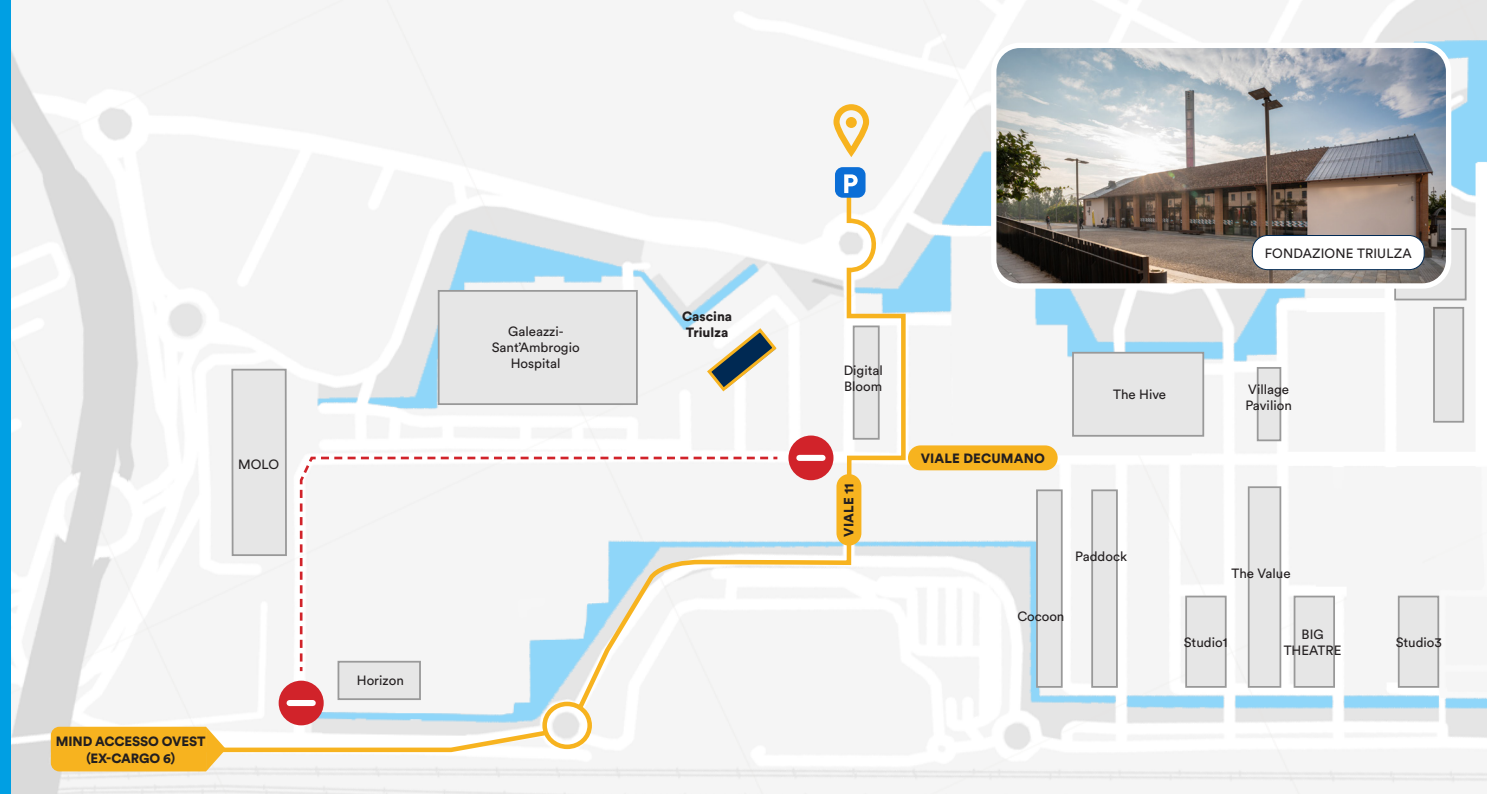 P
FONDAZIONE TRIULZA
Cascina
Triulza
Galeazzi-
Sant'Ambrogio
Hospital
Digital
Bloom
The Hive
Village
Pavilion
MOLO
VIALE DECUMANO
VIALE 11
Paddock
The Value
Cocoon
Studio1
BIG
THEATRE
Studio3
Horizon
MIND ACCESSO OVEST
(EX-CARGO 6)